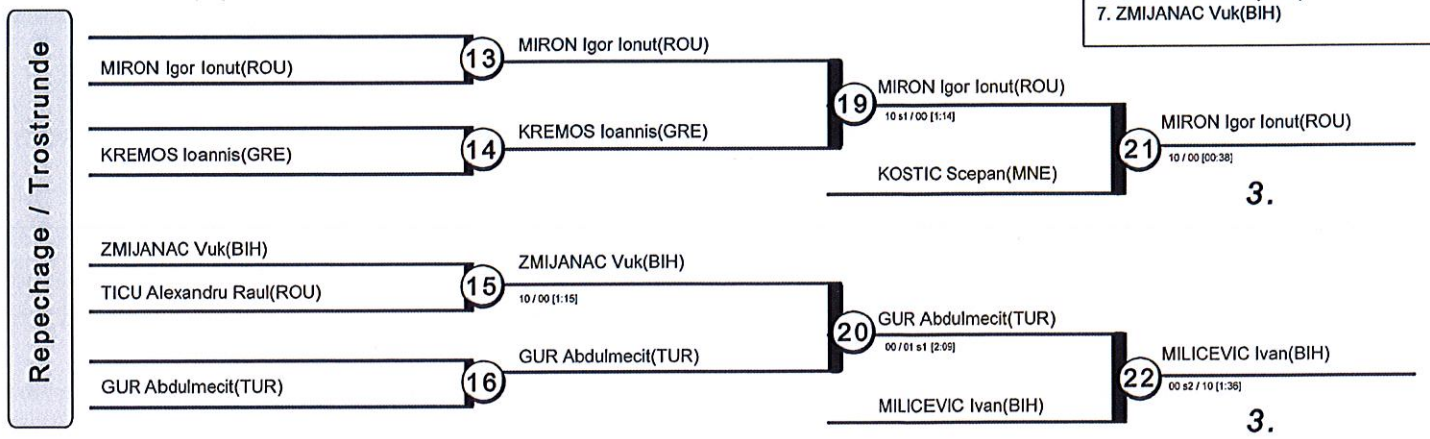 7. ZMIJANAC Vuk(BIH)
Repechage / Trostrunde
MIRON Igor Ionut(ROU)
13
MIRON Igor Ionut(ROU)
KREMOS Ioannis(GRE)
14
KREMOS Ioannis(GRE)
19
MIRON Igor Ionut(ROU)
10 s1 / 00 [1:14]
KOSTIC Scepan(MNE)
21
MIRON Igor Ionut(ROU)
10 / 00 [00:38]
3.
ZMIJANAC Vuk(BIH)
TICU Alexandru Raul(ROU)
15
ZMIJANAC Vuk(BIH)
10 / 00 [1:15]
GUR Abdulmecit(TUR)
16
GUR Abdulmecit(TUR)
20
GUR Abdulmecit(TUR)
00 / 01 s1 [2:09]
MILICEVIC Ivan(BIH)
22
MILICEVIC Ivan(BIH)
00 s2 / 10 [1:36]
3.